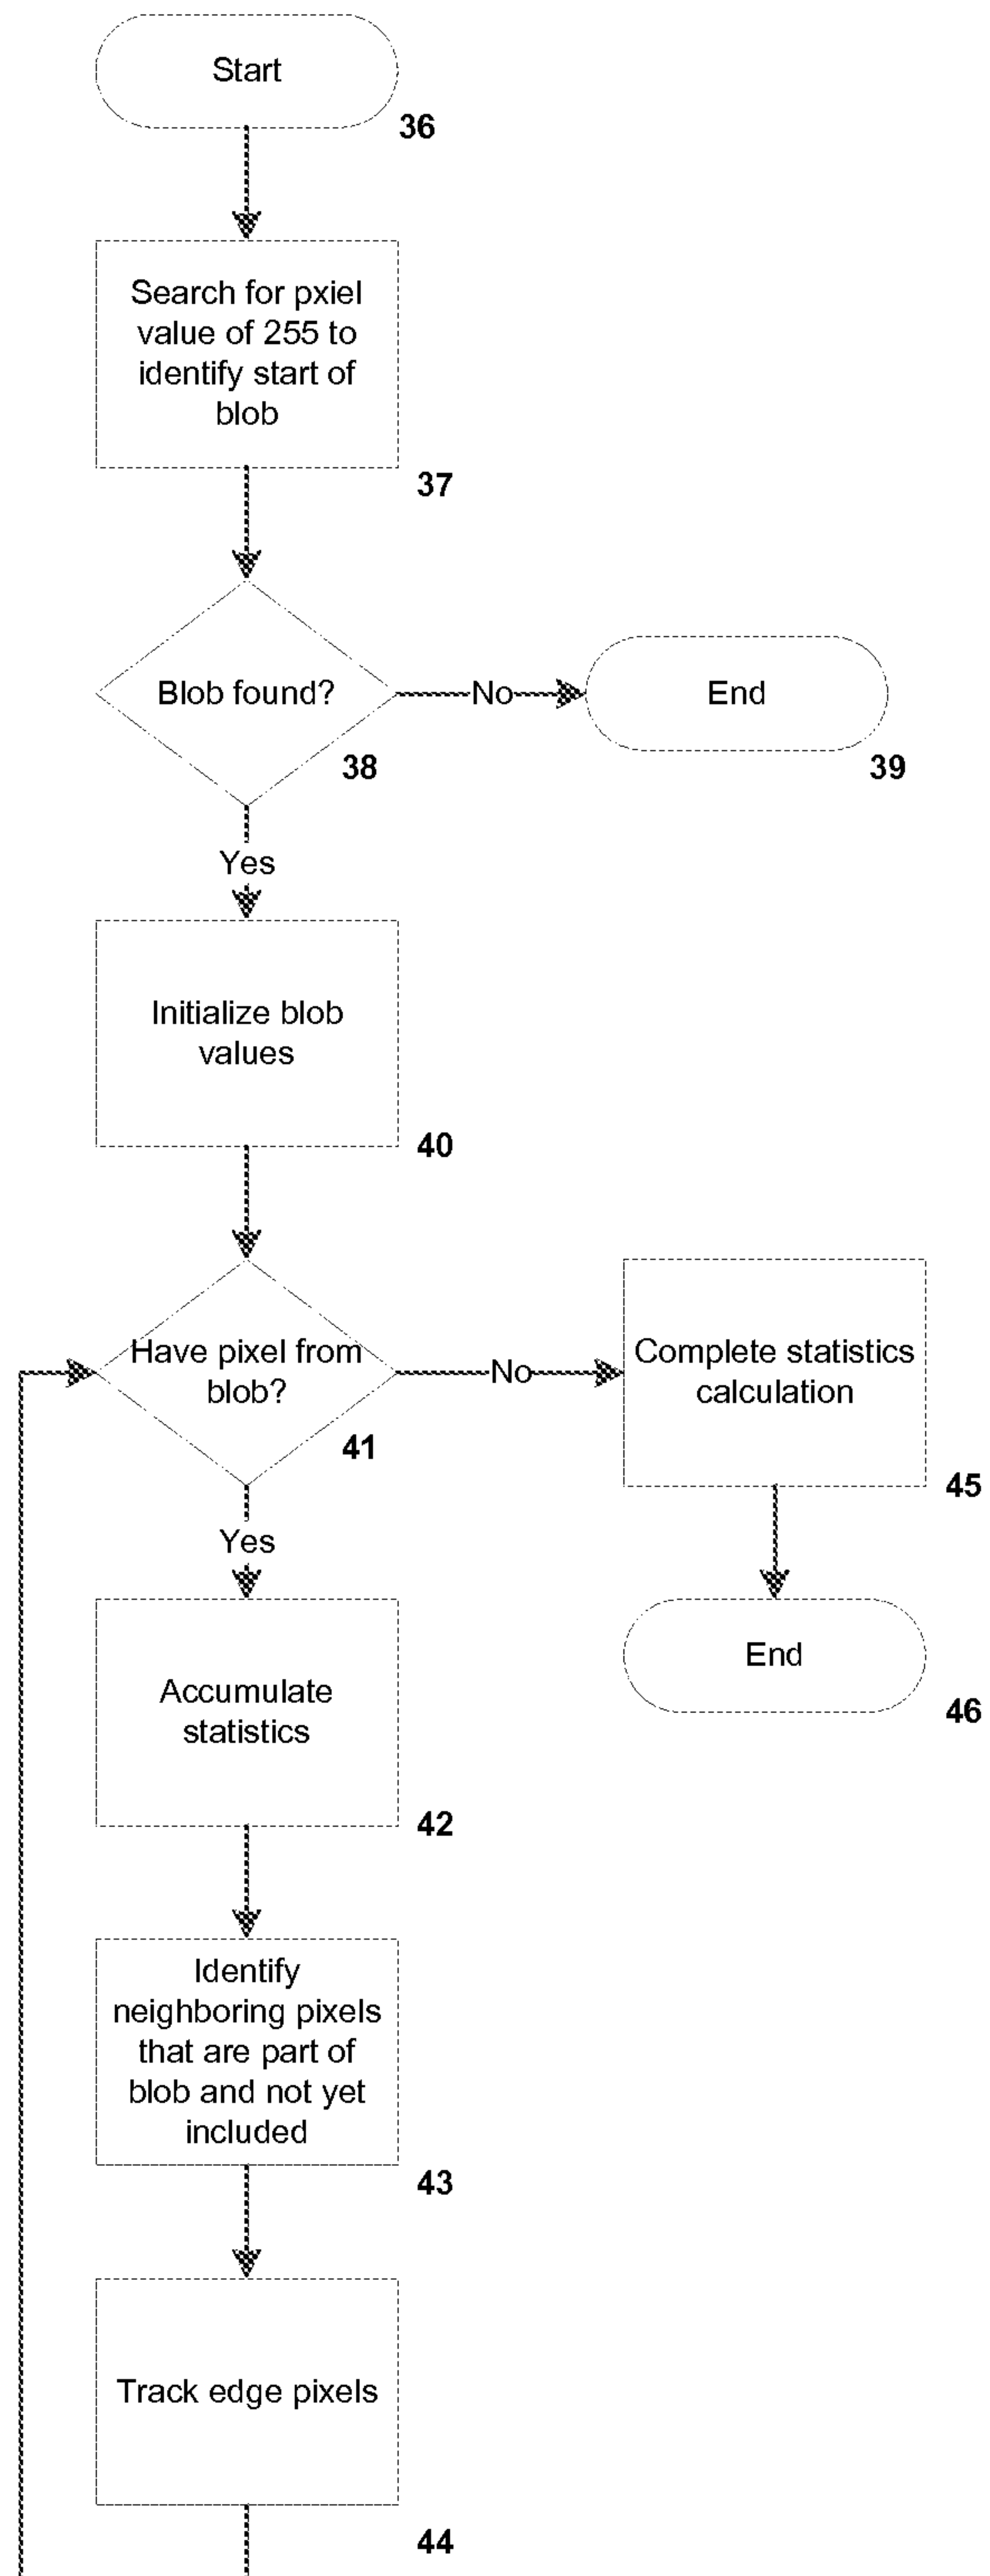 Start
36
Search for pxiel
value of 255 to
identify start of
blob
37
Blob found?
38
No
End
39
Yes
Initialize blob
values
40
Have pixel from
blob?
41
No
Complete statistics
calculation
45
Yes
End
46
Accumulate
statistics
42
Identify
neighboring pixels
that are part of
blob and not yet
included
43
Track edge pixels
44